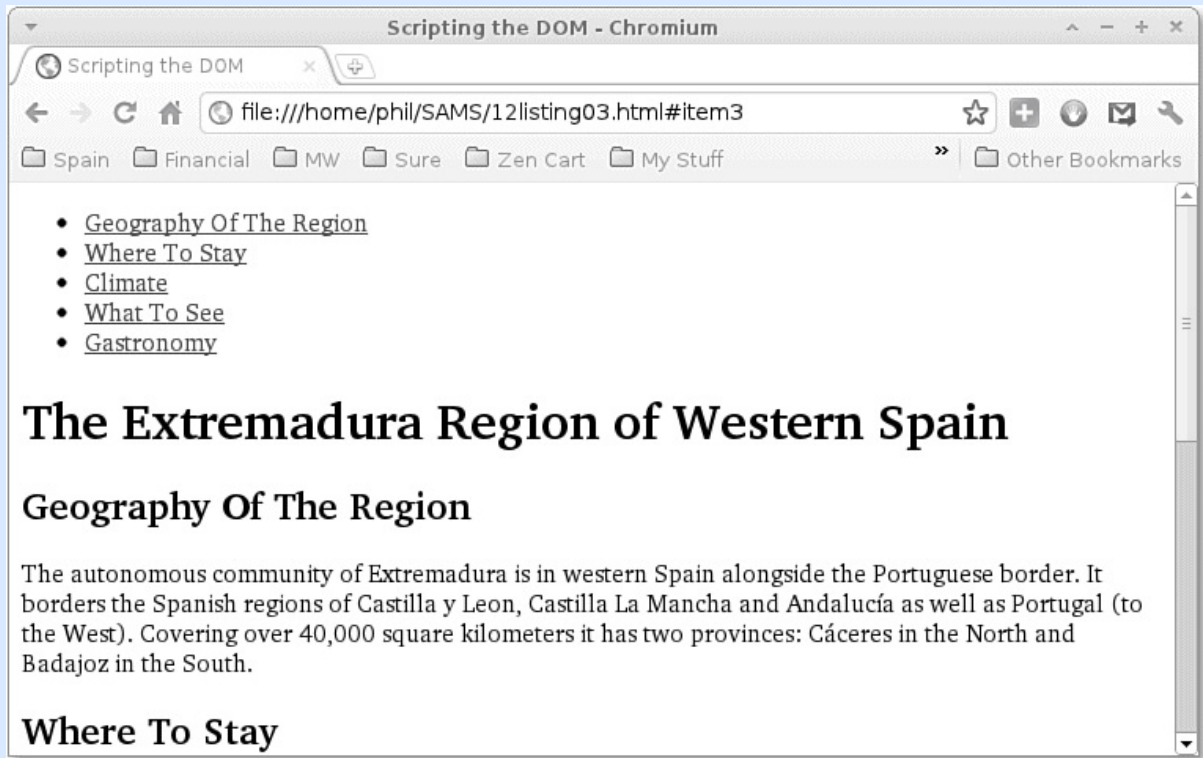 Scripting the DOM - Chromium
Scripting the DOM
file:///home/phil/SAMS/12listing03.html#item3
Spain Financial MW Sure Zen Cart My Stuff » Other Bookmarks
• Geography Of The Region
• Where To Stay
• Climate
• What To See
• Gastronomy
The Extremadura Region of Western Spain
Geography Of The Region
The autonomous community of Extremadura is in western Spain alongside the Portuguese border. It
borders the Spanish regions of Castilla y Leon, Castilla La Mancha and Andalucía as well as Portugal (to
the West). Covering over 40,000 square kilometers it has two provinces: Cáceres in the North and
Badajoz in the South.
Where To Stay